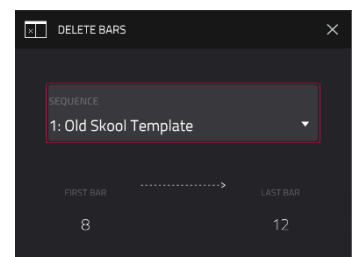 DELETE BARS
SEQUENCE
1: Old Skool Template
FIRST BAR
LAST BAR
8
12